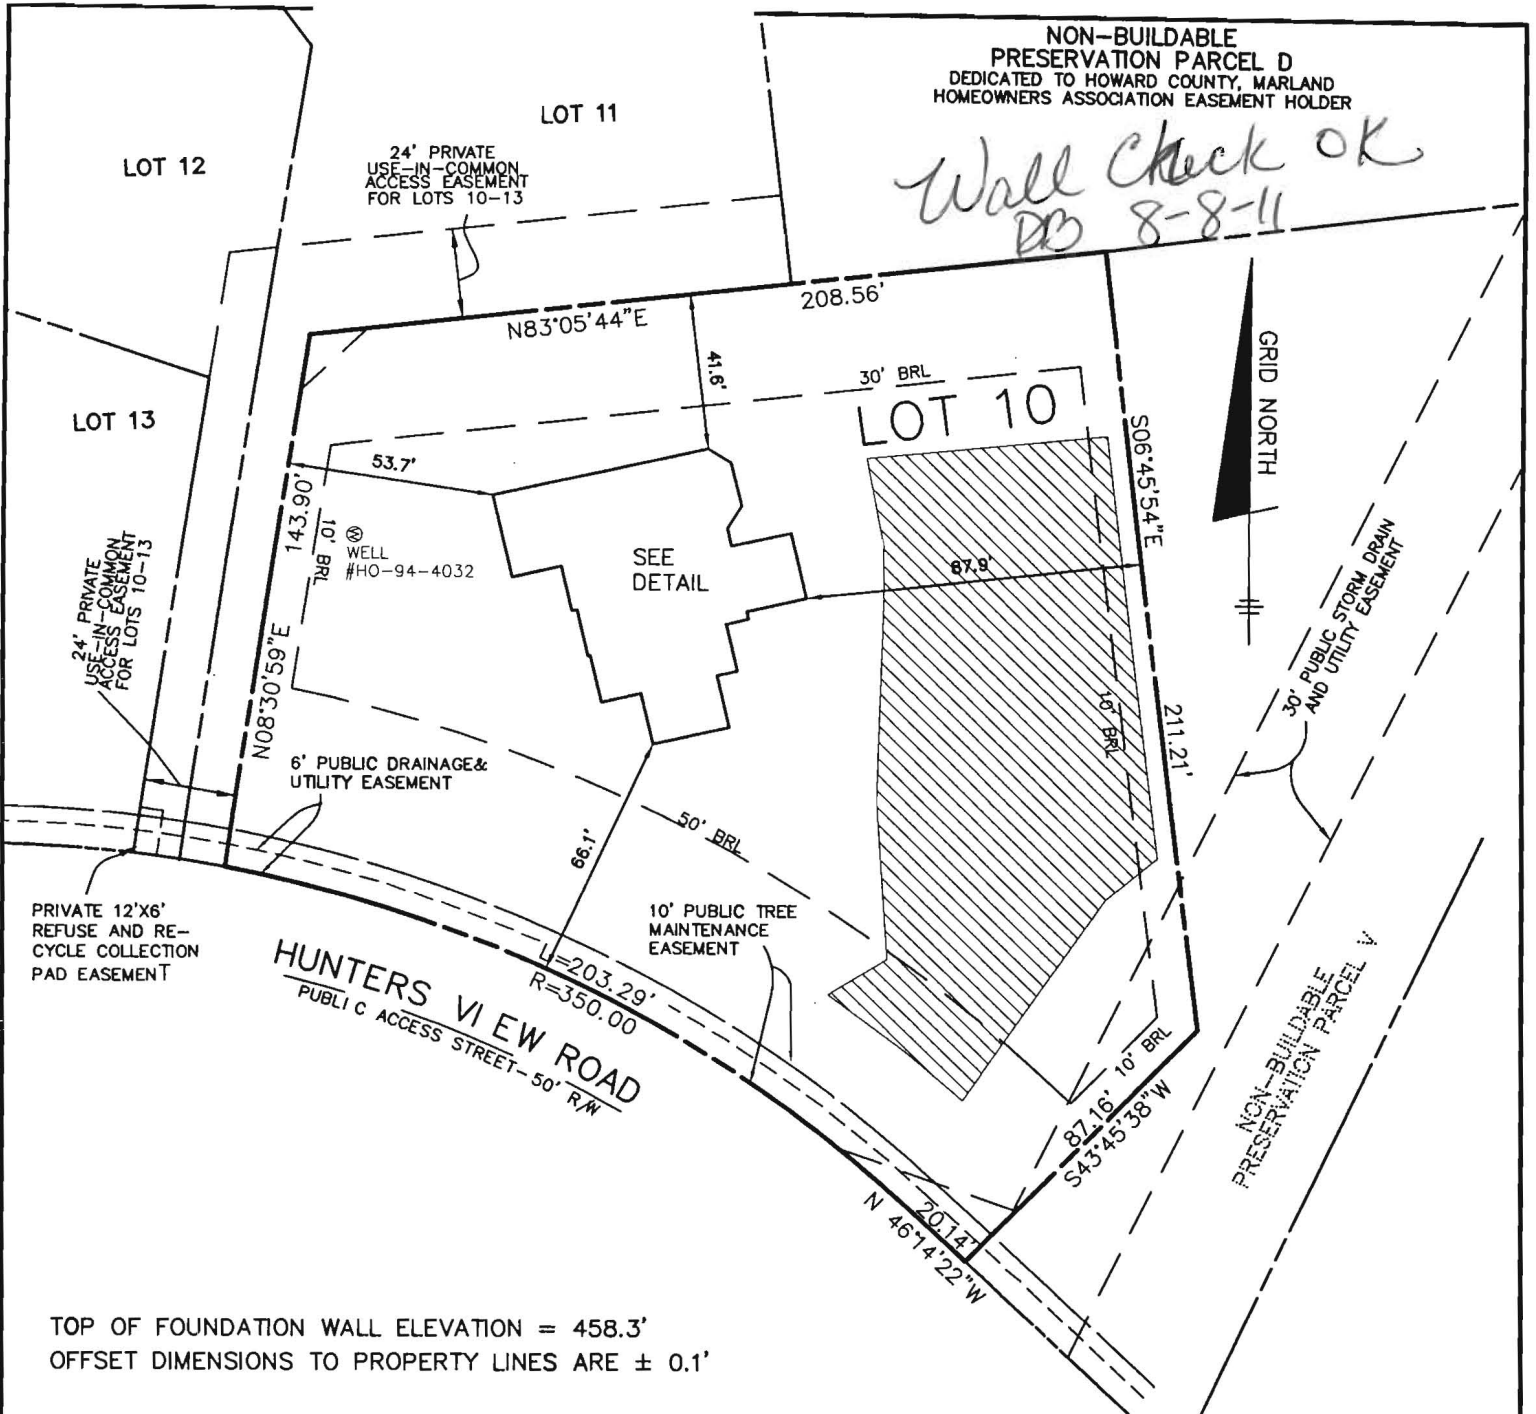 NON-BUILDABLE
PRESERVATION PARCEL D
DEDICATED TO HOWARD COUNTY, MARLAND
HOMEOWNERS ASSOCIATION EASEMENT HOLDER
Wall Check OK
DB 8-8-11
LOT 11
LOT 12
24' PRIVATE
USE-IN-COMMON
ACCESS EASEMENT
FOR LOTS 10-13
208.56'
N83°05'44"E
GRID NORTH
41.6'
30' BRL
LOT 10
LOT 13
53.7'
S06°45'54"E
143.90'
10' BRL
W
WELL
#HO-94-4032
SEE
DETAIL
67.9'
24' PRIVATE
USE-IN-COMMON
ACCESS EASEMENT
FOR LOTS 10-13
N08°30'59"E
30' PUBLIC STORM DRAIN
AND UTILITY EASEMENT
10' BRL
211.21'
6' PUBLIC DRAINAGE&
UTILITY EASEMENT
50' BRL
66.1'
PRIVATE 12'X6'
REFUSE AND RE-
CYCLE COLLECTION
PAD EASEMENT
10' PUBLIC TREE
MAINTENANCE
EASEMENT
L=203.29'
R=350.00
HUNTERS VIEW ROAD
PUBLIC ACCESS STREET-50' R/W
NON-BUILDABLE
PRESERVATION PARCEL V
10' BRL
87.16'
S43°45'38"W
20.14'
N 46°14'22"W
TOP OF FOUNDATION WALL ELEVATION = 458.3'
OFFSET DIMENSIONS TO PROPERTY LINES ARE ± 0.1'